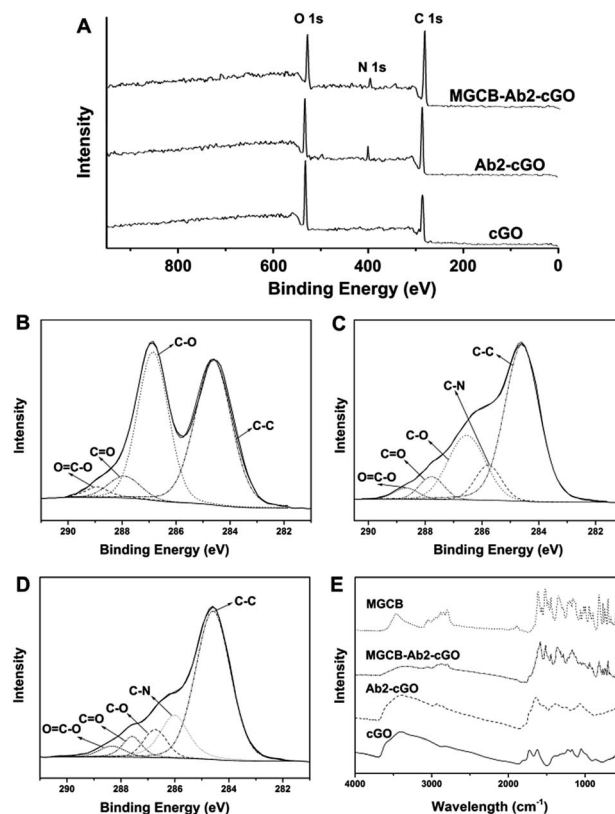 A
O 1s
C 1s
N 1s
MGCB-Ab2-cGO
Ab2-cGO
cGO
Intensity
800
600
400
200
0
Binding Energy (eV)
B
C-O
C-C
C=O
O=C-O
Intensity
290
288
286
284
282
Binding Energy (eV)
C
C-C
C-N
C-O
C=O
O=C-O
Intensity
290
288
286
284
282
Binding Energy (eV)
D
C-C
C-N
C-O
C=O
O=C-O
Intensity
290
288
286
284
282
Binding Energy (eV)
E
MGCB
MGCB-Ab2-cGO
Ab2-cGO
cGO
Intensity
4000
3000
2000
1000
Wavelength (cm⁻¹)